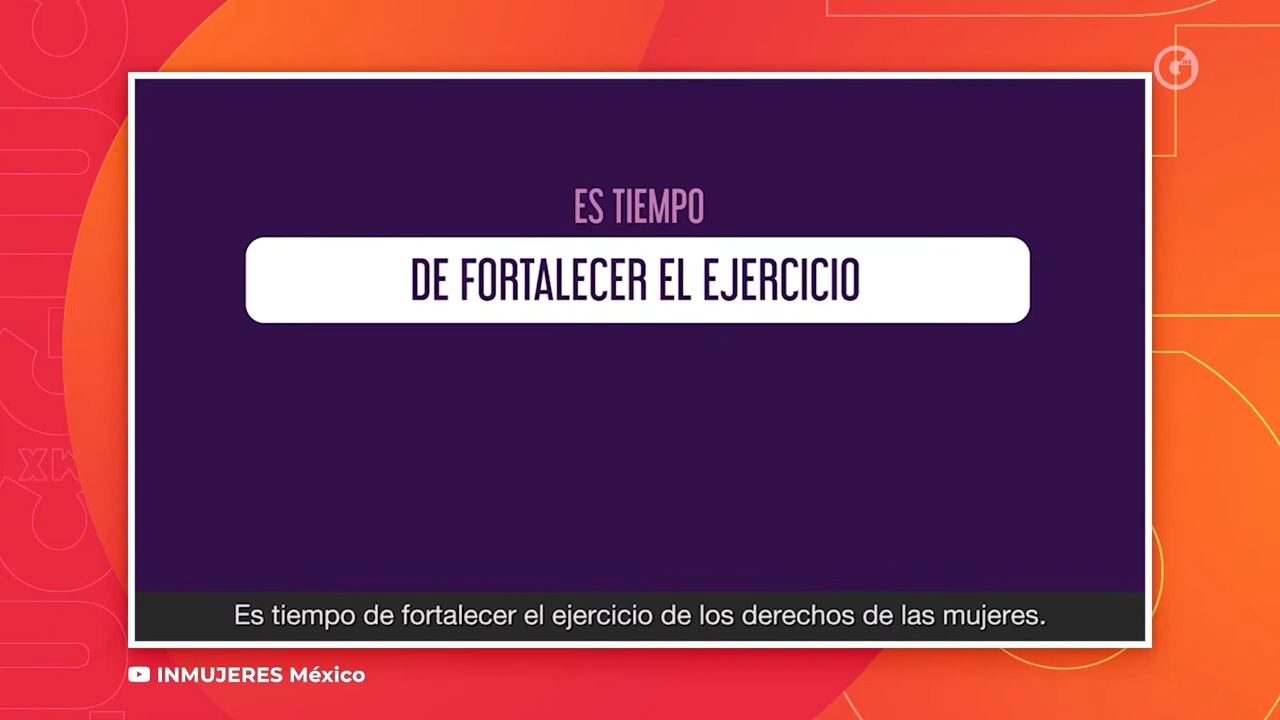 ES TIEMPO
DE FORTALECER EL EJERCICIO
Es tiempo de fortalecer el ejercicio de los derechos de las mujeres.
INMUJERES México